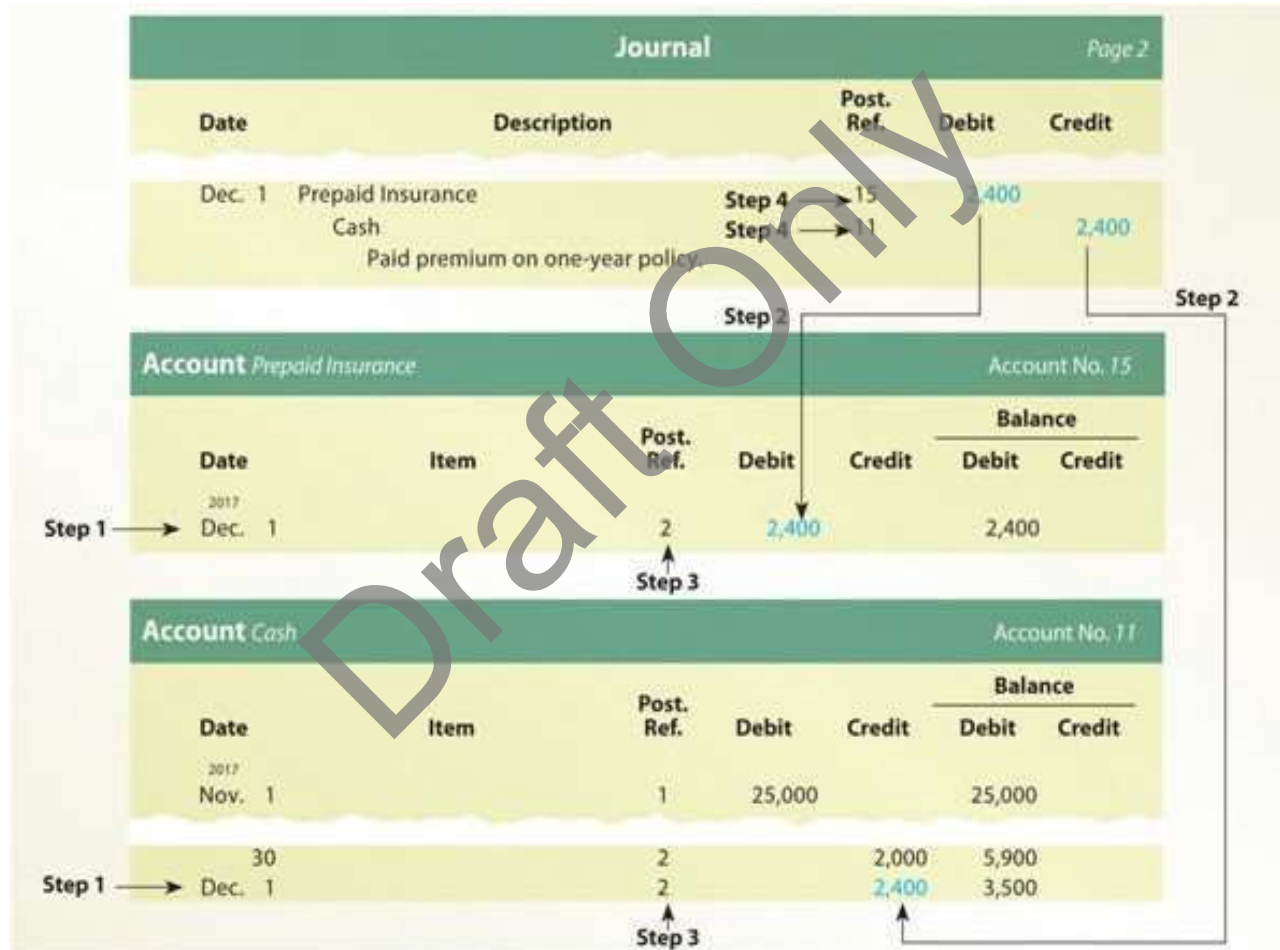 Journal Page 2
Post.
Date Description Ref. Debit Credit
Dec. 1 Prepaid Insurance Step 4 15 2,400
Cash Step 4 11 2,400
Paid premium on one-year policy.
Step 2
Step 2
Account Prepaid Insurance Account No. 15
Balance
Post.
Date Item Ref. Debit Credit Debit Credit
2017
Step 1 Dec. 1 2 2,400 2,400
Step 3
Account Cash Account No. 11
Balance
Post.
Date Item Ref. Debit Credit Debit Credit
2017
Nov. 1 1 25,000 25,000
30 2 2,000 5,900
Step 1 Dec. 1 2 2,400 3,500
Step 3
Draft Only